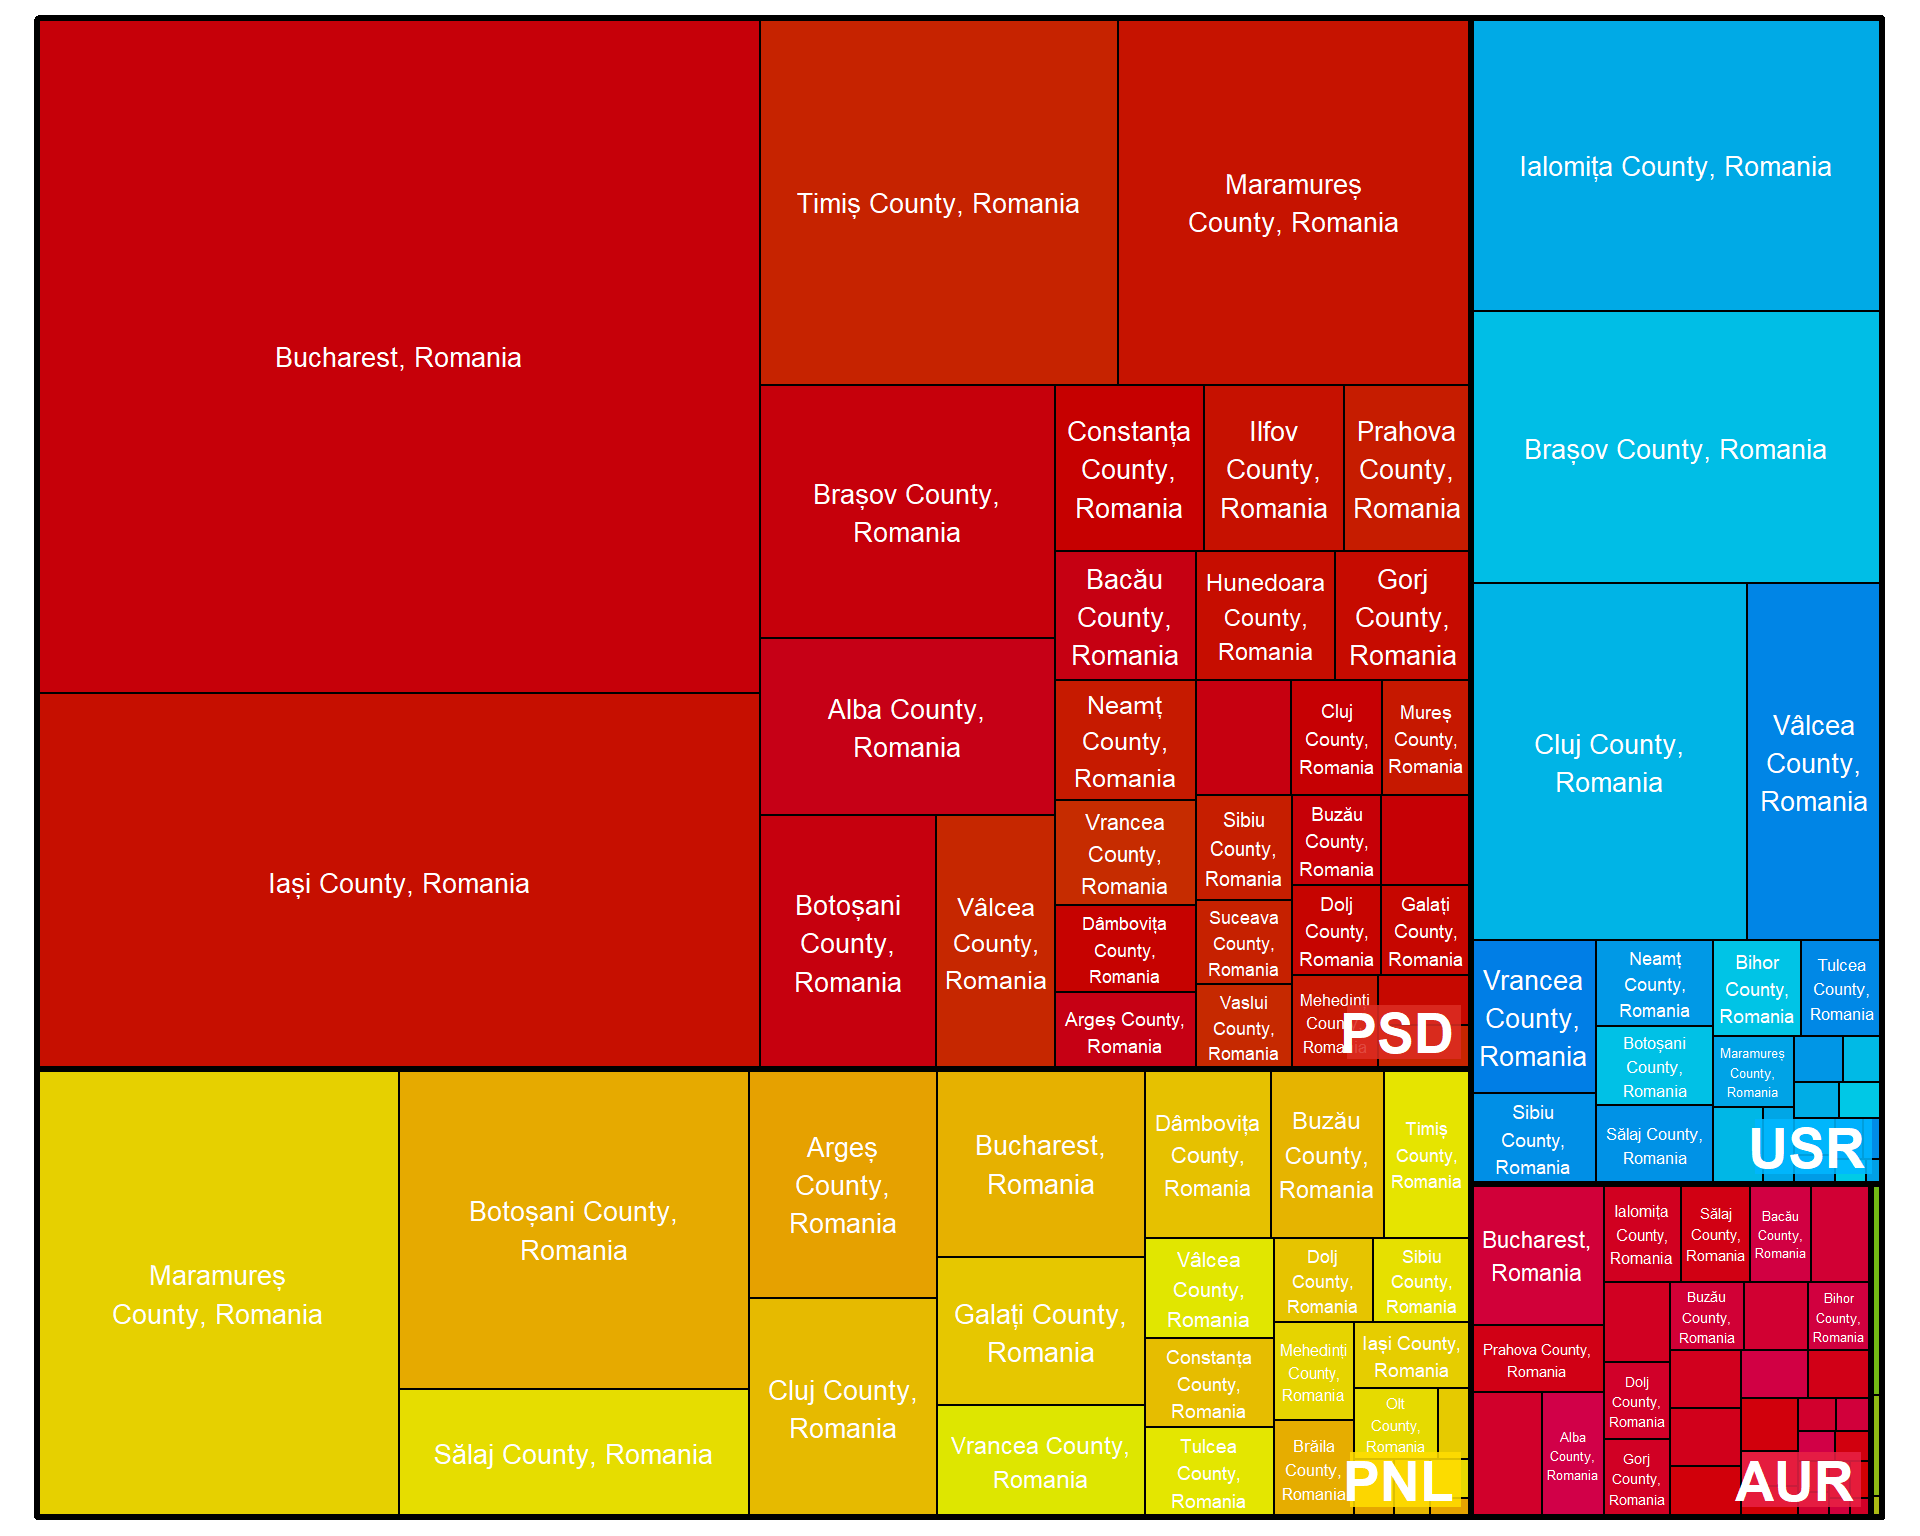 Bucharest, Romania
Iași County, Romania
Timiș County, Romania
Maramureș
County, Romania
Brașov County,
Romania
Alba County,
Romania
Botoșani
County,
Romania
Vâlcea
County,
Romania
Constanța
County,
Romania
Ilfov
County,
Romania
Prahova
County,
Romania
Bacău
County,
Romania
Hunedoara
County,
Romania
Gorj
County,
Romania
Neamț
County,
Romania
Cluj
County,
Romania
Mureș
County,
Romania
Vrancea
County,
Romania
Sibiu
County,
Romania
Buzău
County,
Romania
Dâmbovița
County,
Romania
Suceava
County,
Romania
Dolj
County,
Romania
Galați
County,
Romania
Argeș County,
Romania
Vaslui
County,
Romania
Mehedinți
County,
Romania
PSD
Ialomița County, Romania
Brașov County, Romania
Cluj County,
Romania
Vâlcea
County,
Romania
Vrancea
County,
Romania
Neamț
County,
Romania
Bihor
County,
Romania
Tulcea
County,
Romania
Botoșani
County,
Romania
Maramureș
County,
Romania
Sibiu
County,
Romania
Sălaj County,
Romania
USR
Maramureș
County, Romania
Botoșani County,
Romania
Sălaj County, Romania
Argeș
County,
Romania
Cluj County,
Romania
Bucharest,
Romania
Galați County,
Romania
Vrancea County,
Romania
Dâmbovița
County,
Romania
Buzău
County,
Romania
Timiș
County,
Romania
Vâlcea
County,
Romania
Dolj
County,
Romania
Sibiu
County,
Romania
Constanța
County,
Romania
Mehedinți
County,
Romania
Iași County,
Romania
Tulcea
County,
Romania
Brăila
County,
Romania
Olt
County,
Romania
PNL
Bucharest,
Romania
Ialomița
County,
Romania
Sălaj
County,
Romania
Bacău
County,
Romania
Prahova County,
Romania
Buzău
County,
Romania
Bihor
County,
Romania
Dolj
County,
Romania
Alba
County,
Romania
Gorj
County,
Romania
AUR